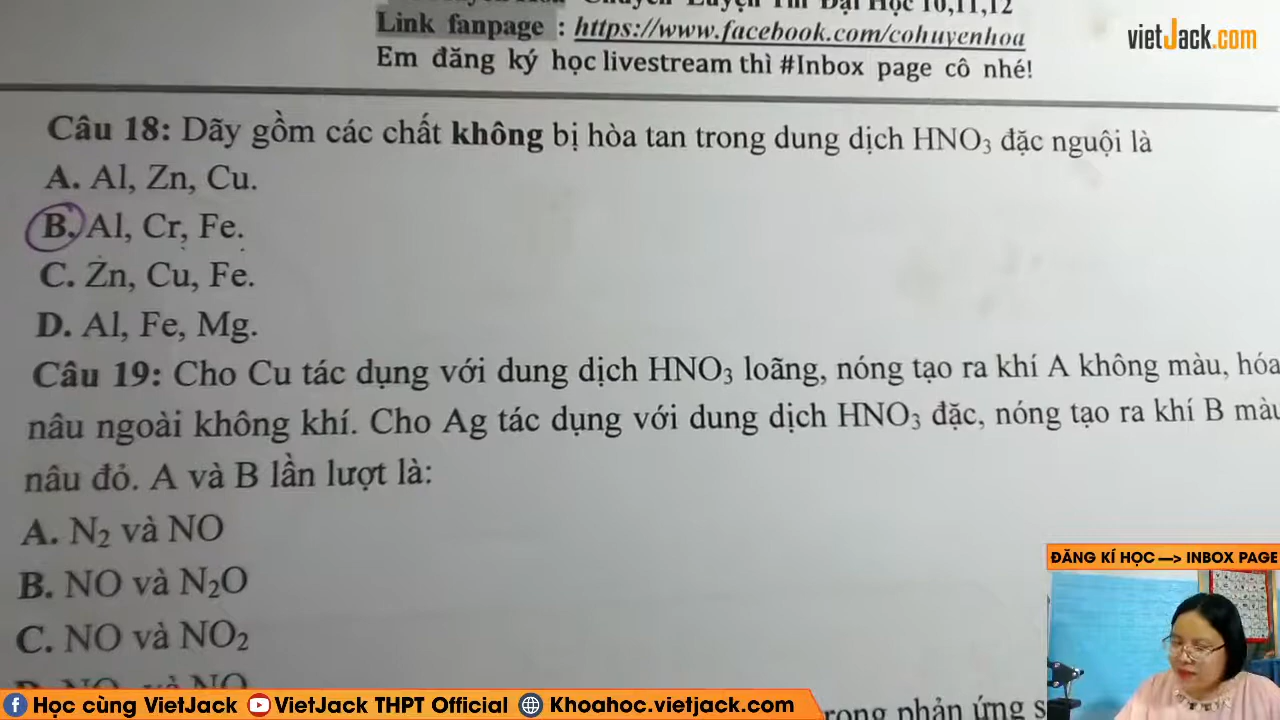 Link fanpage : https://www.facebook.com/cohuyenhoa
Em đăng ký học livestream thì #Inbox page cô nhé!
vietJack.com
Câu 18: Dãy gồm các chất không bị hòa tan trong dung dịch HNO₃ đặc nguội là
A. Al, Zn, Cu.
B. Al, Cr, Fe.
C. Zn, Cu, Fe.
D. Al, Fe, Mg.
Câu 19: Cho Cu tác dụng với dung dịch HNO₃ loãng, nóng tạo ra khí A không màu, hóa
nâu ngoài không khí. Cho Ag tác dụng với dung dịch HNO₃ đặc, nóng tạo ra khí B màu
nâu đỏ. A và B lần lượt là:
A. N₂ và NO
B. NO và N₂O
C. NO và NO₂
ĐĂNG KÍ HỌC —> INBOX PAGE
Học cùng VietJack
VietJack THPT Official
Khoahoc.vietjack.com
phản ứng